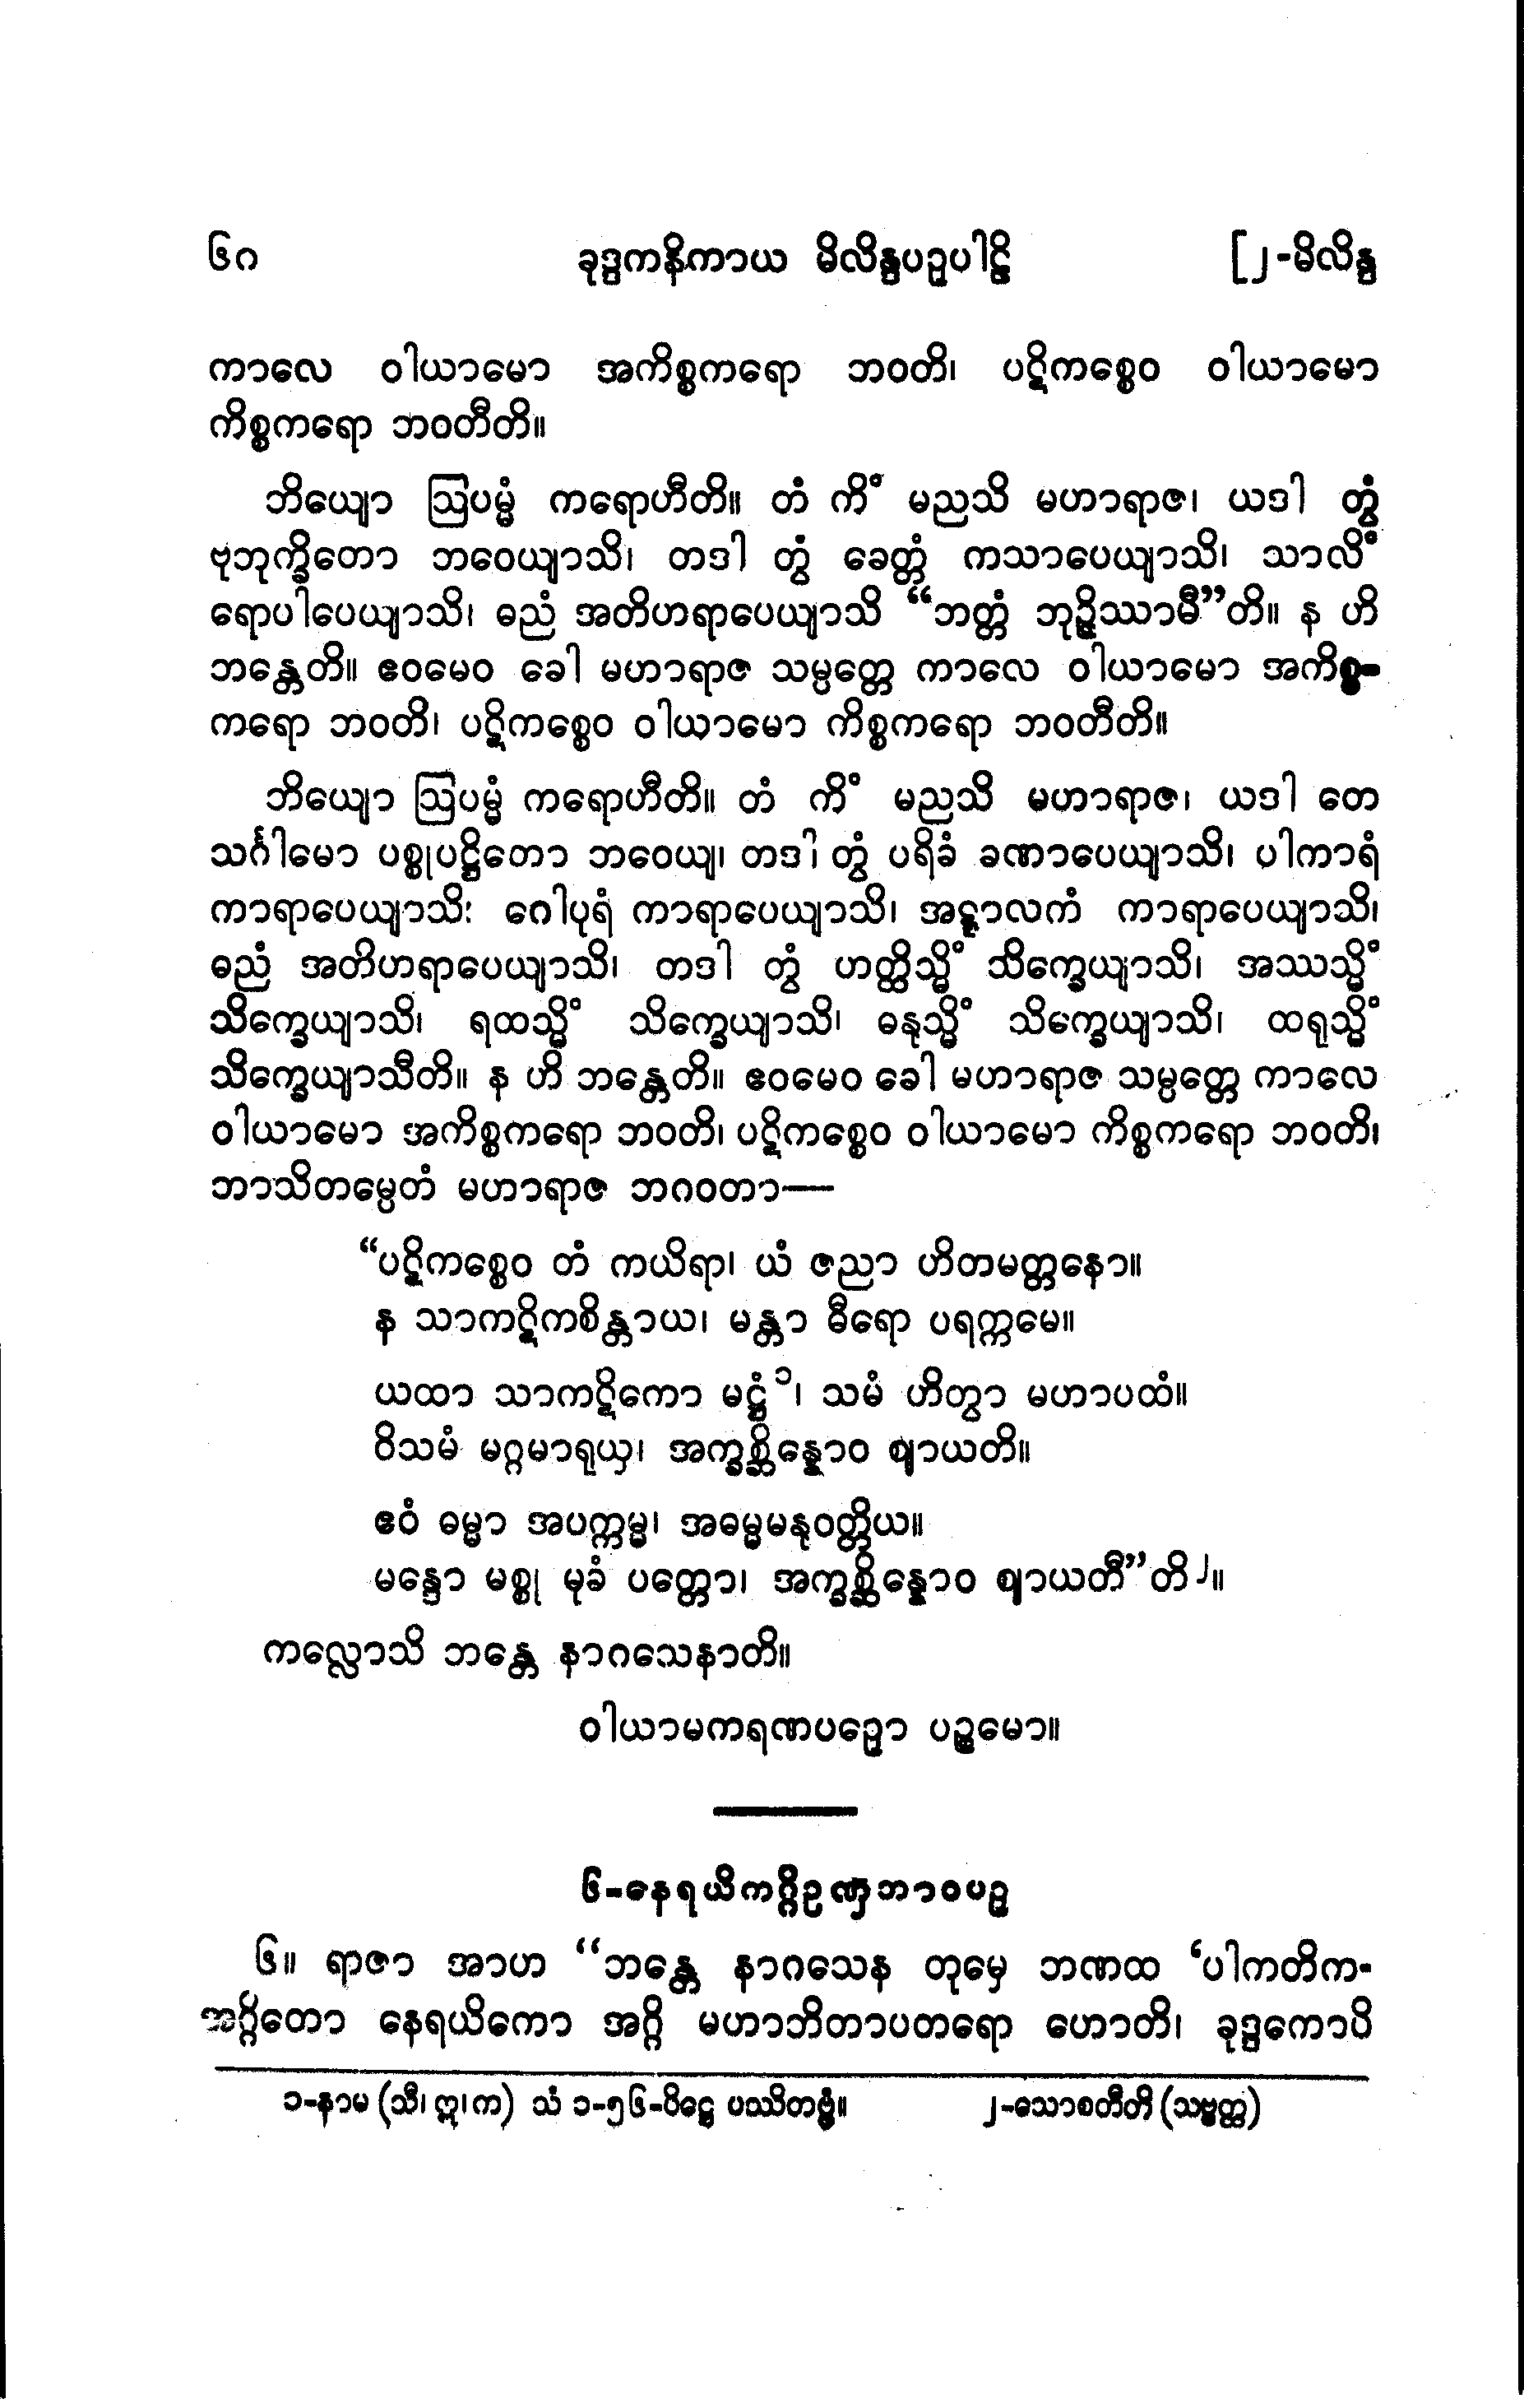 ၆ဂ ခုဒ္ဒကနိကာယ မိလိန္ဒပဉှပါဠိ [၂-မိလိန္ဒ
ကာလေ ဝါယာမော အကိစ္စကရော ဘဝတိ၊ ပဋိကစ္စေဝ ဝါယာမော
ကိစ္စကရော ဘဝတီတိ။
ဘိယျော ဩပမ္မံ ကရောဟီတိ။ တံ ကိံ မညသိ မဟာရာဇ၊ ယဒါ တွံ
ဗုဘုက္ခိတော ဘဝေယျာသိ၊ တဒါ တွံ ခေတ္တံ ကသာပေယျာသိ၊ သာလိံ
ရောပါပေယျာသိ၊ ဓညံ အတိဟရာပေယျာသိ “ဘတ္တံ ဘုဉ္ဇိဿာမီ”တိ။ န ဟိ
ဘန္တေတိ။ ဧဝမေဝ ခေါ မဟာရာဇ သမ္ပတ္တေ ကာလေ ဝါယာမော အကိစ္စ-
ကရော ဘဝတိ၊ ပဋိကစ္စေဝ ဝါယာမော ကိစ္စကရော ဘဝတီတိ။
ဘိယျော ဩပမ္မံ ကရောဟီတိ။ တံ ကိံ မညသိ မဟာရာဇ၊ ယဒါ တေ
သင်္ဂါမော ပစ္စုပဋ္ဌိတော ဘဝေယျ၊ တဒါ တွံ ပရိခံ ခဏာပေယျာသိ၊ ပါကာရံ
ကာရာပေယျာသိ၊ ဂေါပုရံ ကာရာပေယျာသိ၊ အဋ္ဋာလကံ ကာရာပေယျာသိ၊
ဓညံ အတိဟရာပေယျာသိ၊ တဒါ တွံ ဟတ္ထိသ္မိံ သိက္ခေယျာသိ၊ အဿသ္မိံ
သိက္ခေယျာသိ၊ ရထသ္မိံ သိက္ခေယျာသိ၊ ဓနုသ္မိံ သိက္ခေယျာသိ၊ ထရုသ္မိံ
သိက္ခေယျာသီတိ။ န ဟိ ဘန္တေတိ။ ဧဝမေဝ ခေါ မဟာရာဇ သမ္ပတ္တေ ကာလေ
ဝါယာမော အကိစ္စကရော ဘဝတိ၊ ပဋိကစ္စေဝ ဝါယာမော ကိစ္စကရော ဘဝတိ၊
ဘာသိတမ္ပေတံ မဟာရာဇ ဘဂဝတာ—
“ပဋိကစ္စေဝ တံ ကယိရာ၊ ယံ ဇညာ ဟိတမတ္တနော။
န သာကဋိကစိန္တာယ၊ မန္တာ ဓီရော ပရက္ကမေ။
ယထာ သာကဋိကော မဋ္ဌံ၁၊ သမံ ဟိတွာ မဟာပထံ။
ဝိသမံ မဂ္ဂမာရုယှ၊ အက္ခစ္ဆိန္နောဝ ဈာယတိ။
ဧဝံ ဓမ္မာ အပက္ကမ္မ၊ အဓမ္မမနုဝတ္တိယ။
မန္ဒော မစ္စု မုခံ ပတ္တော၊ အက္ခစ္ဆိန္နောဝ ဈာယတီ”တိ၂။
ကလ္လောသိ ဘန္တေ နာဂသေနာတိ။
ဝါယာမကရဏပဉှော ပဉ္စမော။
၆-နေရယိကဂ္ဂိဥဏှဘာဝပဉှ
၆။ ရာဇာ အာဟ “ဘန္တေ နာဂသေန တုမှေ ဘဏထ ‘ပါကတိက-
အဂ္ဂိတော နေရယိကော အဂ္ဂိ မဟာဘိတာပတရော ဟောတိ၊ ခုဒ္ဒကောပိ
၁-နာမ (သီ၊ ဣ၊ က) သံ ၁-၅၆-ပိဋ္ဌေ ပဿိတဗ္ဗံ။ ၂-သောစတီတိ (သဗ္ဗတ္ထ)